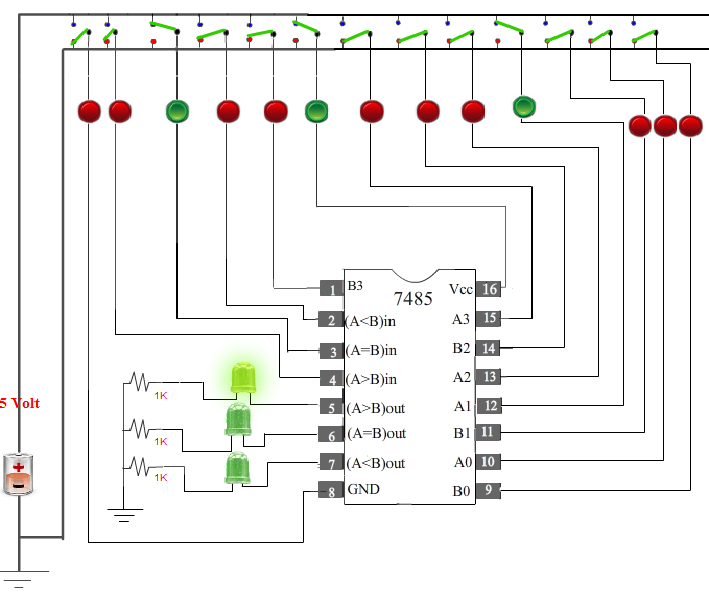 7485
1 B3
2 (A<B)in
3 (A=B)in
4 (A>B)in
5 (A>B)out
6 (A=B)out
7 (A<B)out
8 GND
Vcc 16
A3 15
B2 14
A2 13
A1 12
B1 11
A0 10
B0 9
1K
1K
1K
5 Volt